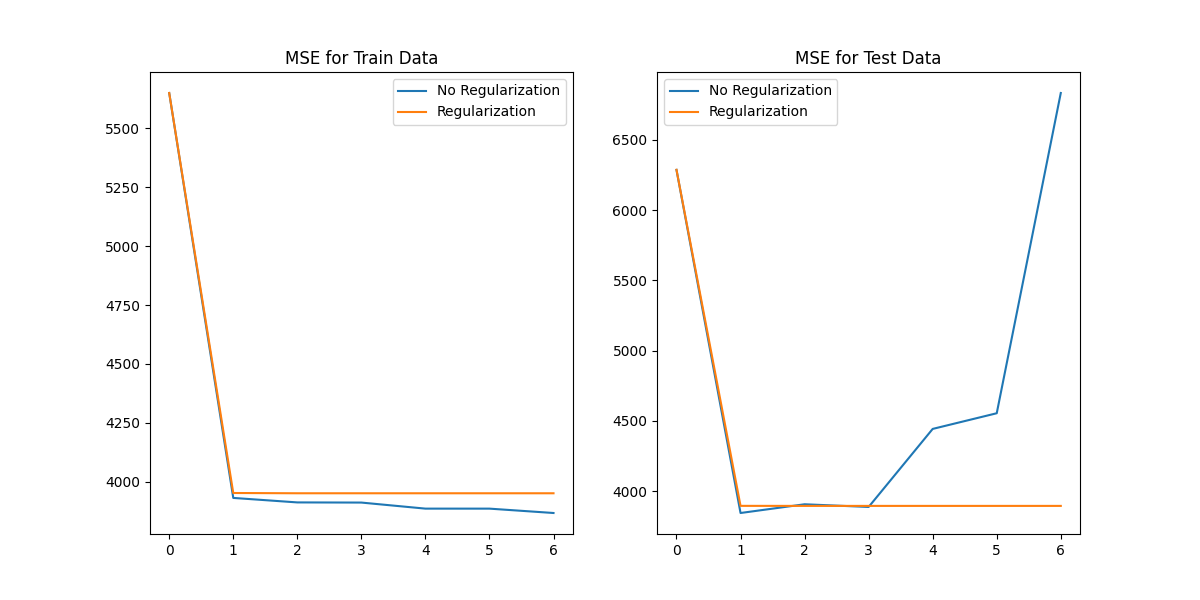 MSE for Train Data
No Regularization
Regularization
5500
5250
5000
4750
4500
4250
4000
0 1 2 3 4 5 6
MSE for Test Data
No Regularization
Regularization
6500
6000
5500
5000
4500
4000
0 1 2 3 4 5 6